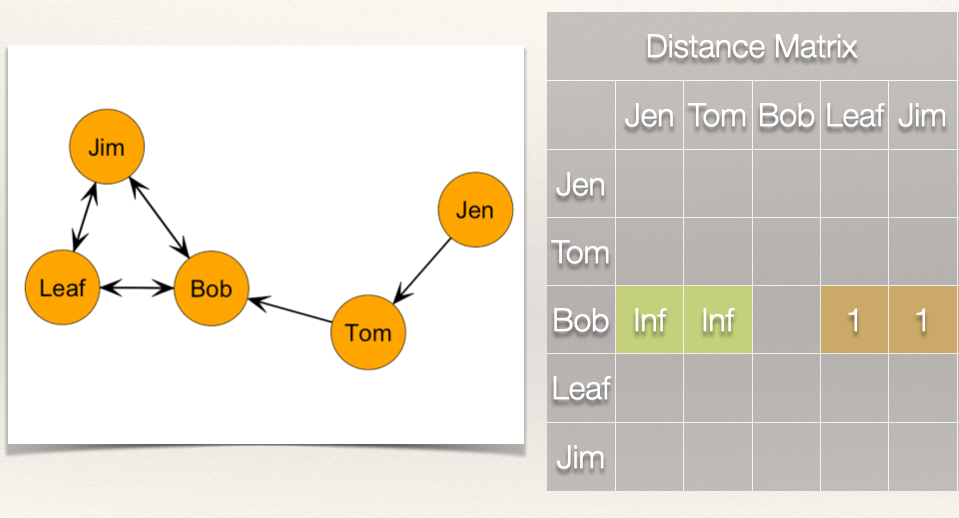 Jim
Jen
Leaf
Bob
Tom
Distance Matrix
Jen Tom Bob Leaf Jim
Jen
Tom
Bob Inf Inf 1 1
Leaf
Jim